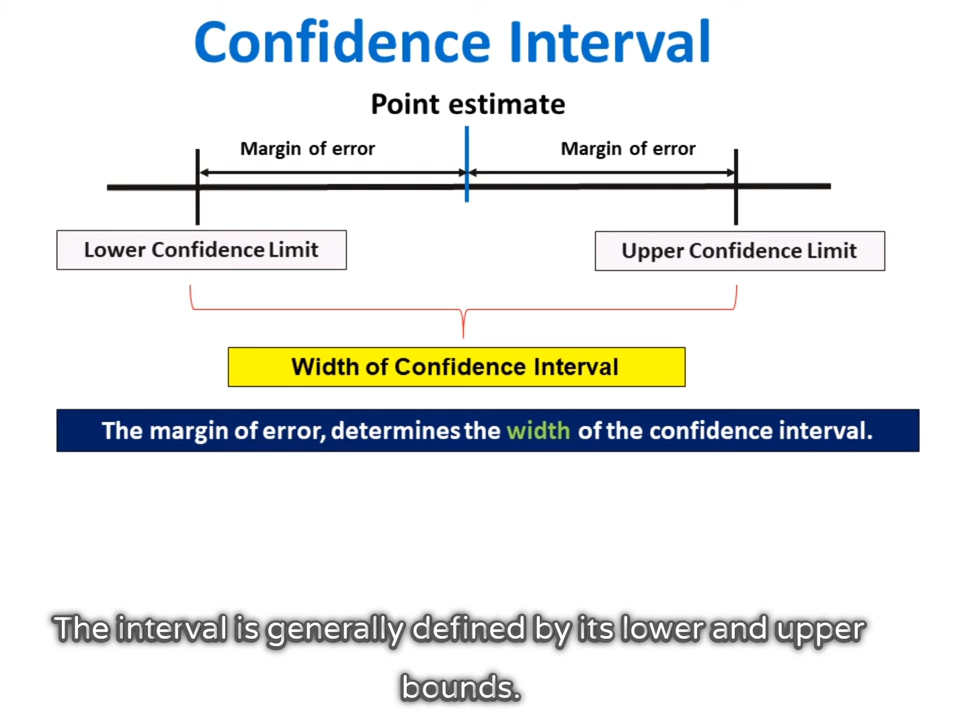 Confidence Interval
Point estimate
Margin of error
Margin of error
Lower Confidence Limit
Upper Confidence Limit
Width of Confidence Interval
The margin of error, determines the width of the confidence interval.
The interval is generally defined by its lower and upper
bounds.